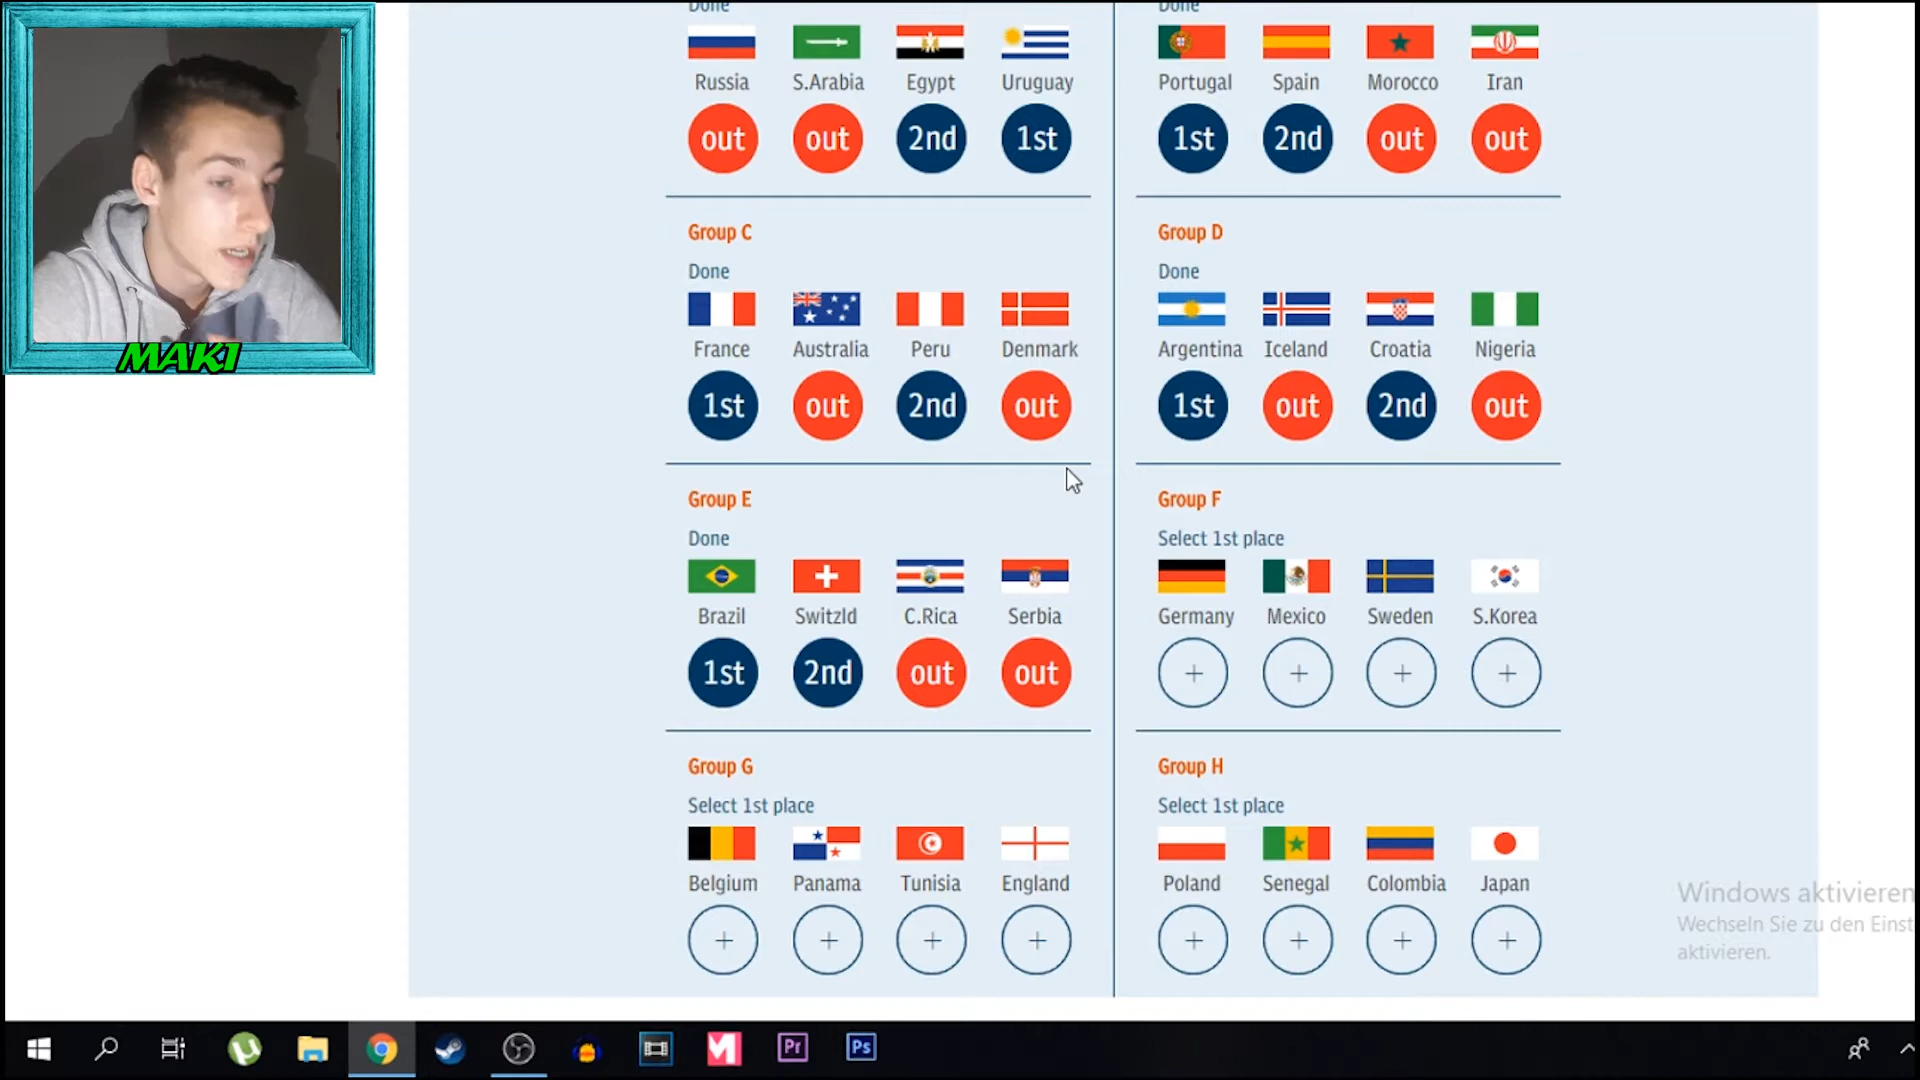 Done
Done
Russia S.Arabia Egypt Uruguay
Portugal Spain Morocco Iran
out out 2nd 1st
1st 2nd out out
Group C
Group D
Done
Done
France Australia Peru Denmark
Argentina Iceland Croatia Nigeria
1st out 2nd out
1st out 2nd out
MAKI
Group E
Group F
Done
Select 1st place
Brazil Switzld C.Rica Serbia
Germany Mexico Sweden S.Korea
1st 2nd out out
+ + + +
Group G
Group H
Select 1st place
Select 1st place
Belgium Panama Tunisia England
Poland Senegal Colombia Japan
+ + + +
+ + + +
Windows aktivieren
Wechseln Sie zu den Einst
aktivieren.
Pr
Ps